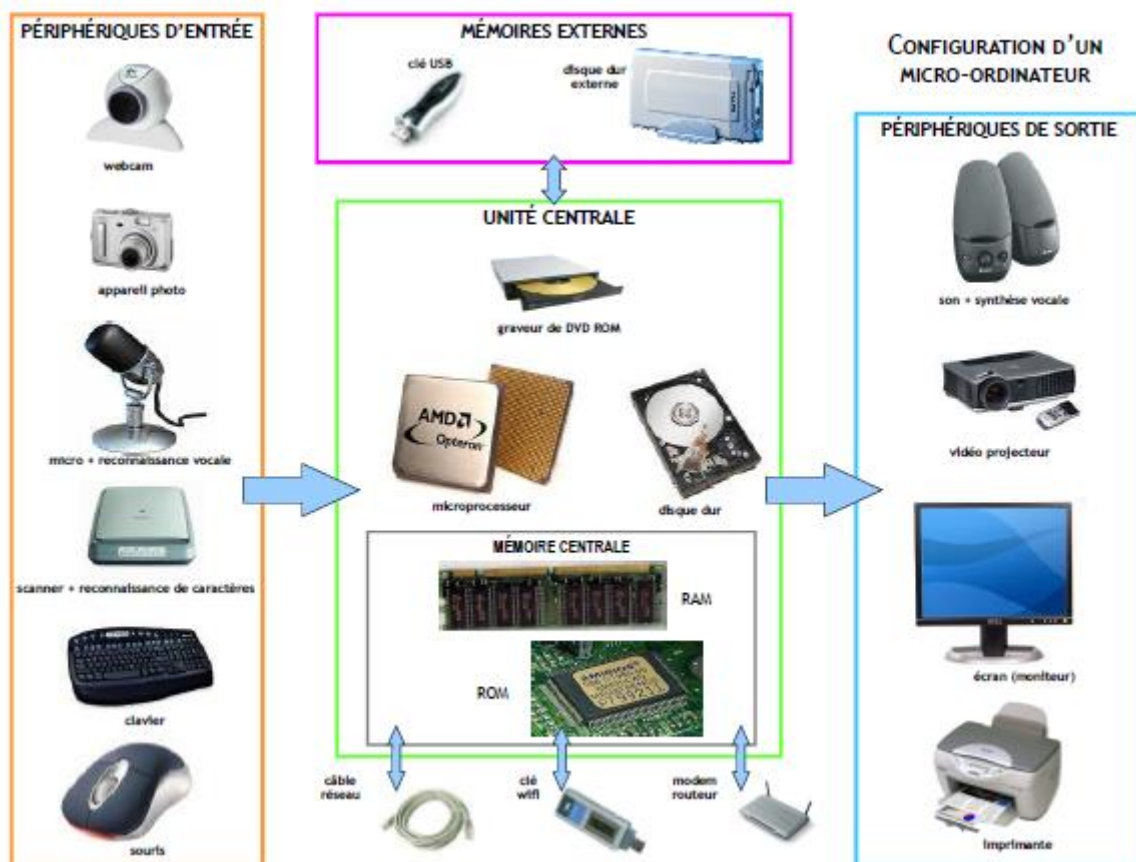 PÉRIPHÉRIQUES D'ENTRÉE
webcam
appareil photo
micro + reconnaissance vocale
scanner + reconnaissance de caractères
clavier
souris
MÉMOIRES EXTERNES
clé USB
disque dur
externe
UNITÉ CENTRALE
graveur de DVD ROM
AMD
Opteron
microprocesseur
disque dur
MÉMOIRE CENTRALE
RAM
ROM
câble
réseau
clé
wifi
modem
routeur
CONFIGURATION D'UN
MICRO-ORDINATEUR
PÉRIPHÉRIQUES DE SORTIE
son + synthèse vocale
vidéo projecteur
DELL
écran (moniteur)
imprimante